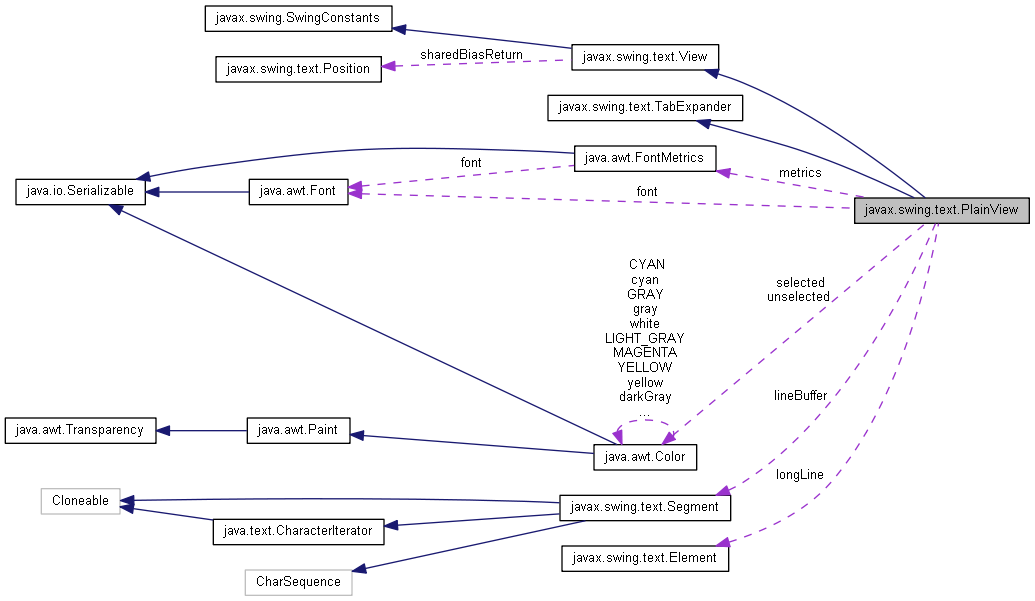 javax.swing.SwingConstants
sharedBiasReturn
javax.swing.text.View
javax.swing.text.Position
javax.swing.text.TabExpander
java.awt.FontMetrics
font
metrics
java.io.Serializable
java.awt.Font
font
javax.swing.text.PlainView
CYAN
cyan
GRAY
gray
white
LIGHT_GRAY
MAGENTA
YELLOW
yellow
darkGray
...
selected
unselected
lineBuffer
java.awt.Transparency
java.awt.Paint
java.awt.Color
longLine
Cloneable
javax.swing.text.Segment
java.text.CharacterIterator
javax.swing.text.Element
CharSequence